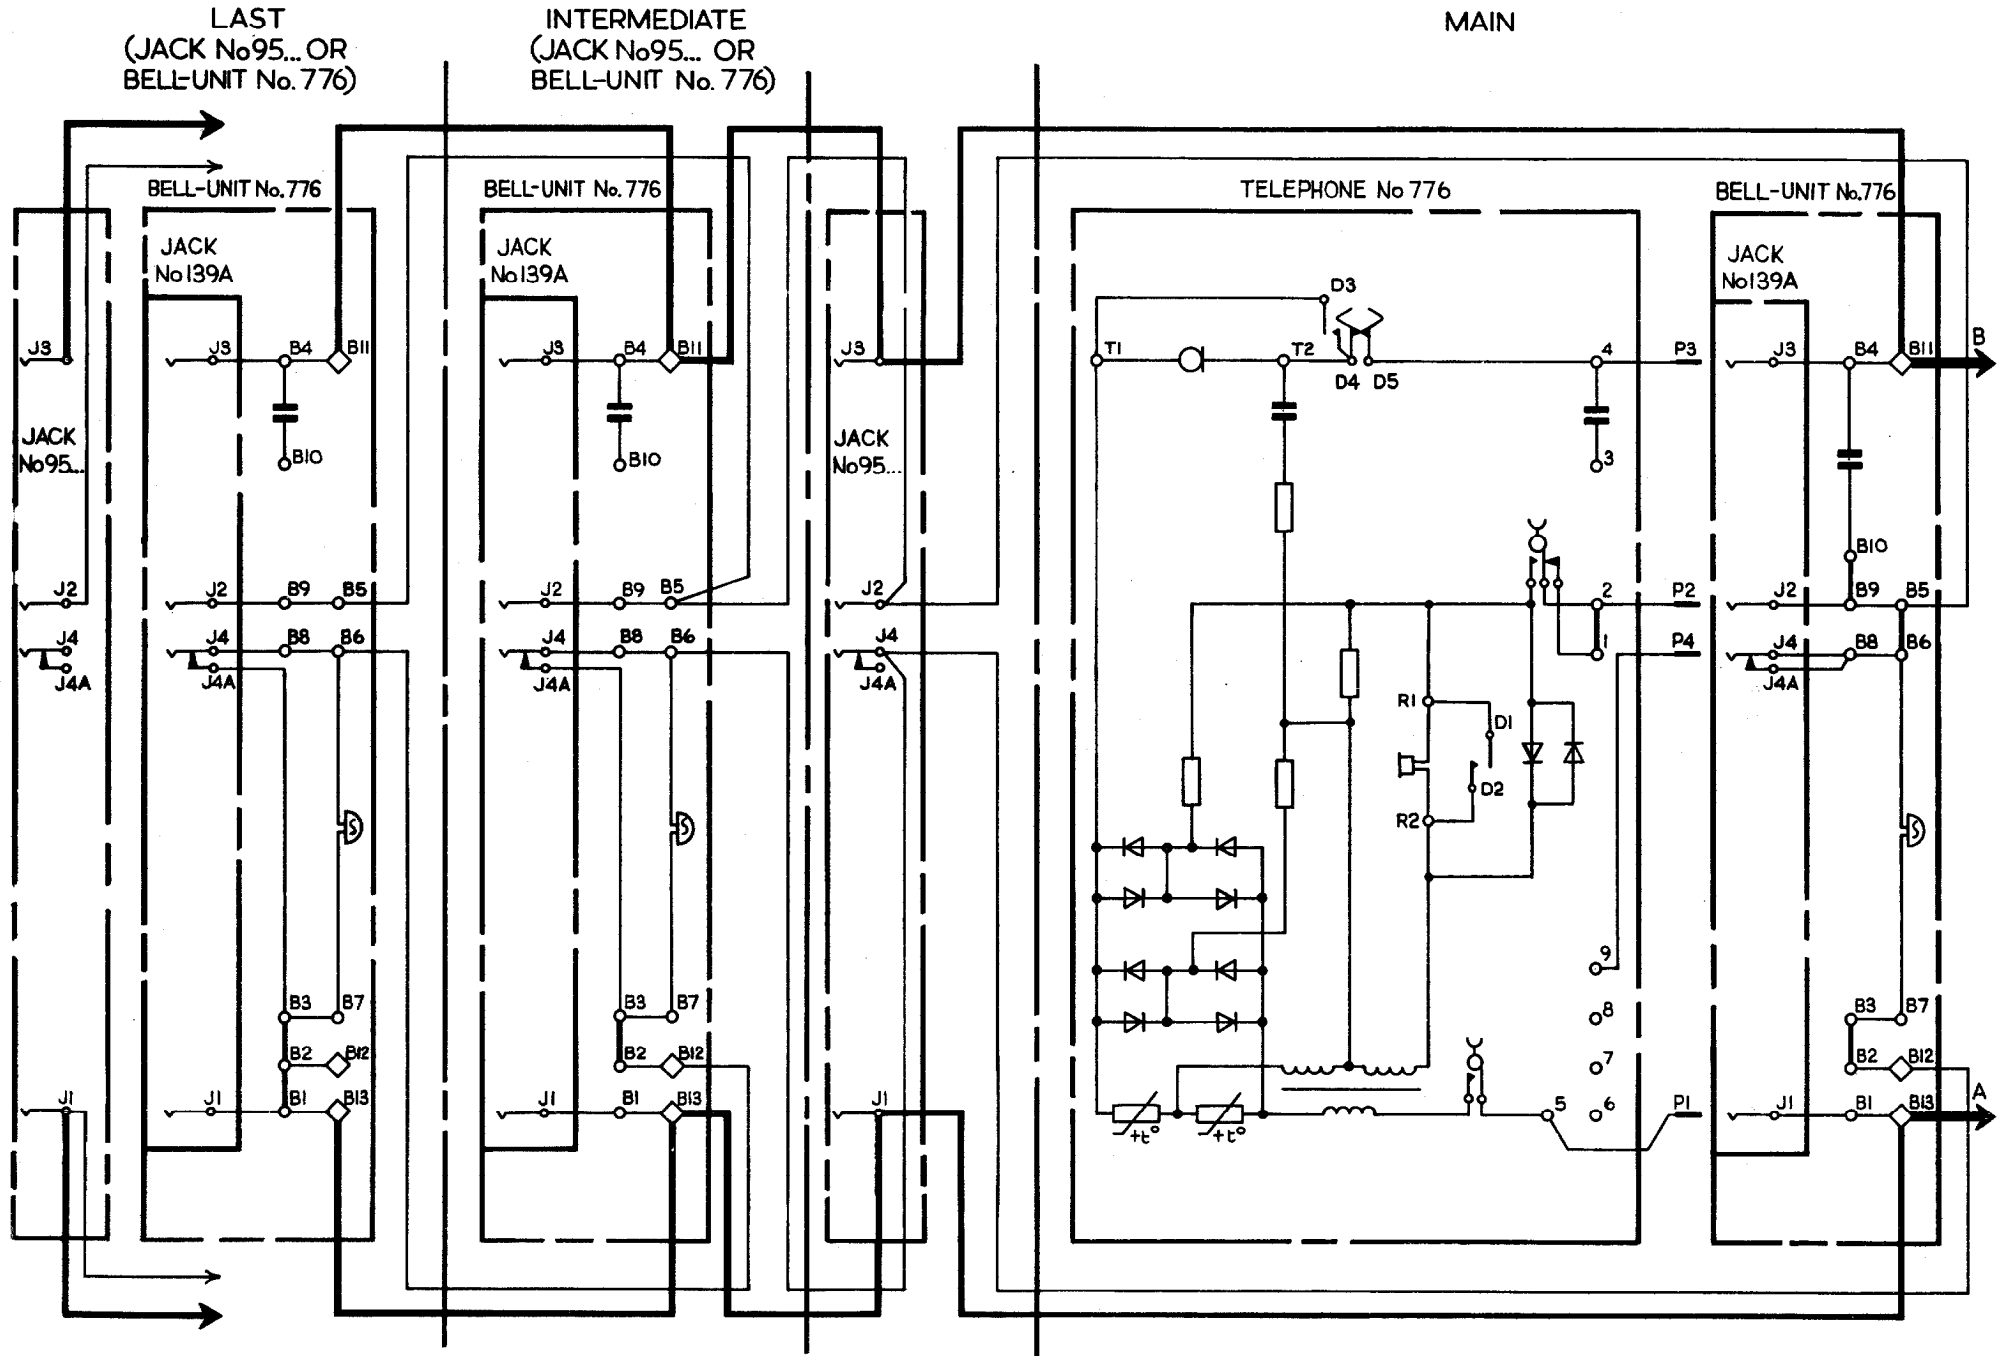 LAST
(JACK No95... OR
BELL-UNIT No. 776)
INTERMEDIATE
(JACK No95... OR
BELL-UNIT No. 776)
MAIN
J3
JACK
No95...
J2
J4
J4A
J1
BELL-UNIT No. 776
JACK
No139A
J3 B4 B11
B10
J2 B9 B5
J4 B8 B6
J4A
B3 B7
B2 B12
J1 B1 B13
BELL-UNIT No. 776
JACK
No139A
J3 B4 B11
B10
J2 B9 B5
J4 B8 B6
J4A
B3 B7
B2 B12
J1 B1 B13
J3
JACK
No95...
J2
J4
J4A
J1
TELEPHONE No 776
D3
T1 T2 4 P3
D4 D5
3
2 P2
1 P4
R1
D1
D2
R2
9
8
7
5 6 P1
+t° +t°
BELL-UNIT No.776
JACK
No139A
J3 B4 B11 B
B10
J2 B9 B5
J4 B8 B6
J4A
B3 B7
B2 B12
J1 B1 B13 A